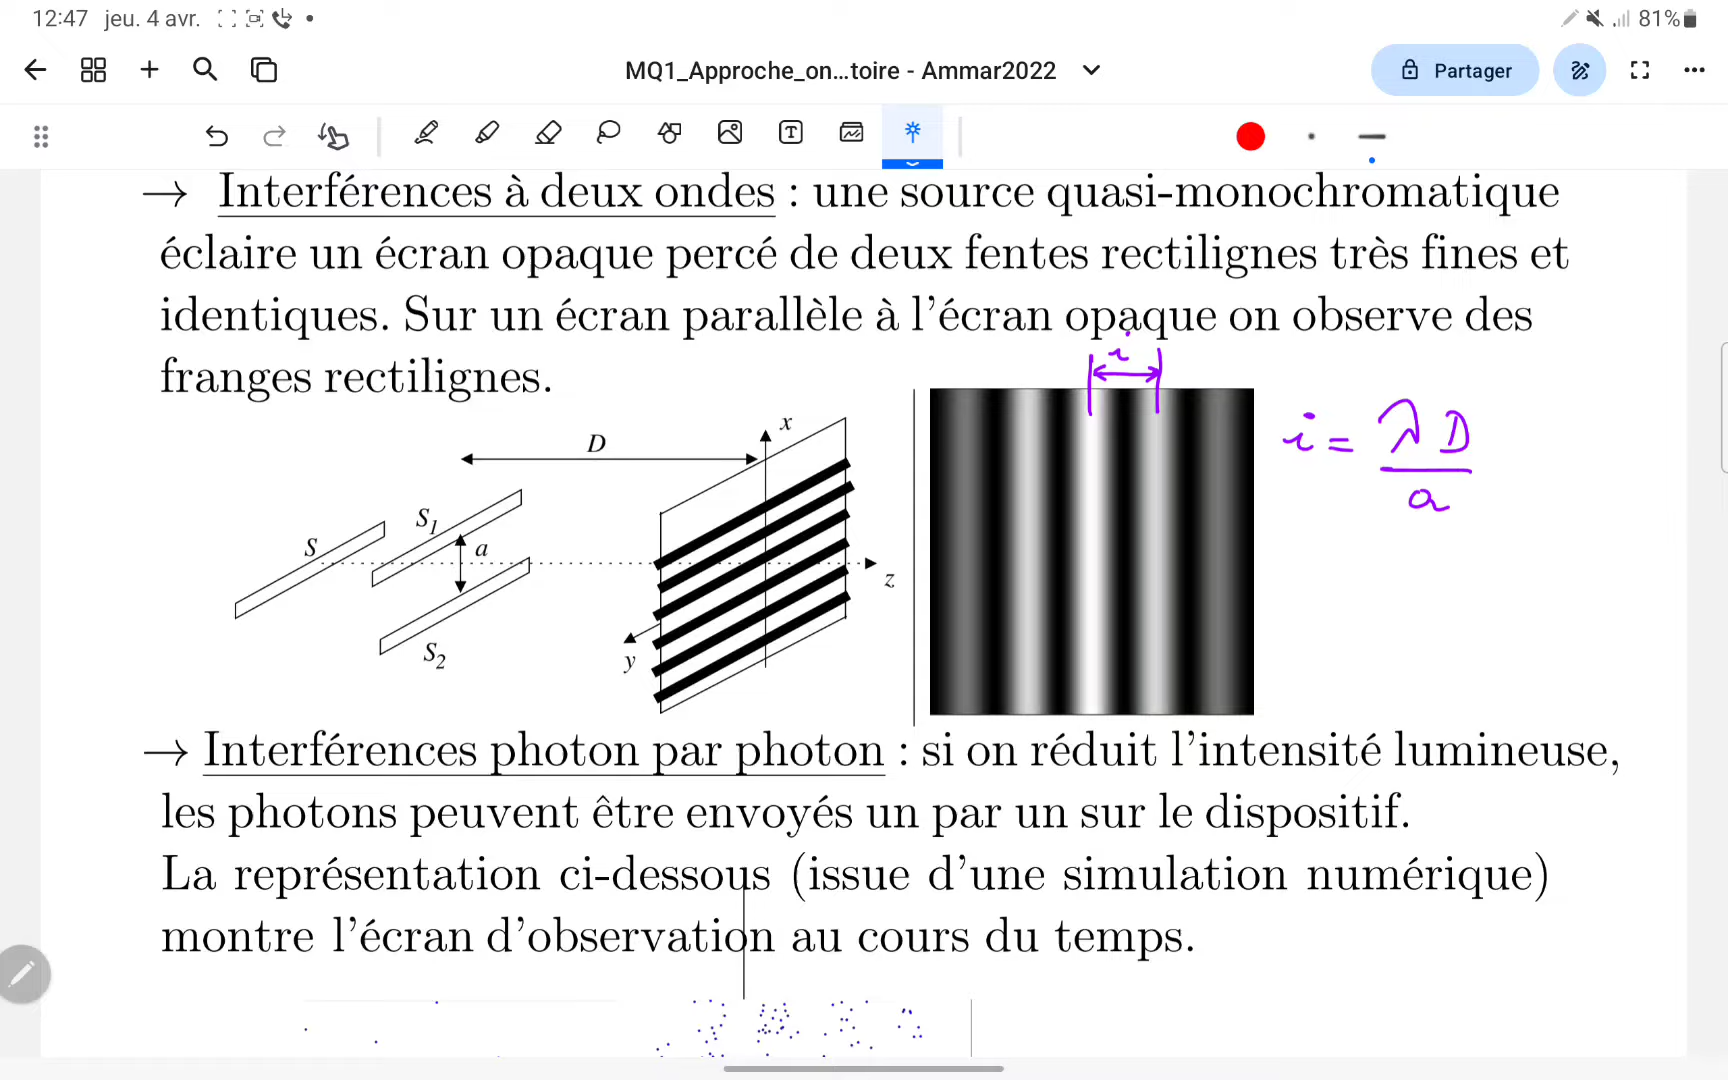 12:47 jeu. 4 avr.
81%
MQ1_Approche_on...toire - Ammar2022
Partager
→ Interférences à deux ondes : une source quasi-monochromatique
éclaire un écran opaque percé de deux fentes rectilignes très fines et
identiques. Sur un écran parallèle à l'écran opaque on observe des
franges rectilignes.
i
i = λD/a
x
D
S1
S
a
z
S2
y
→ Interférences photon par photon : si on réduit l'intensité lumineuse,
les photons peuvent être envoyés un par un sur le dispositif.
La représentation ci-dessous (issue d'une simulation numérique)
montre l'écran d'observation au cours du temps.